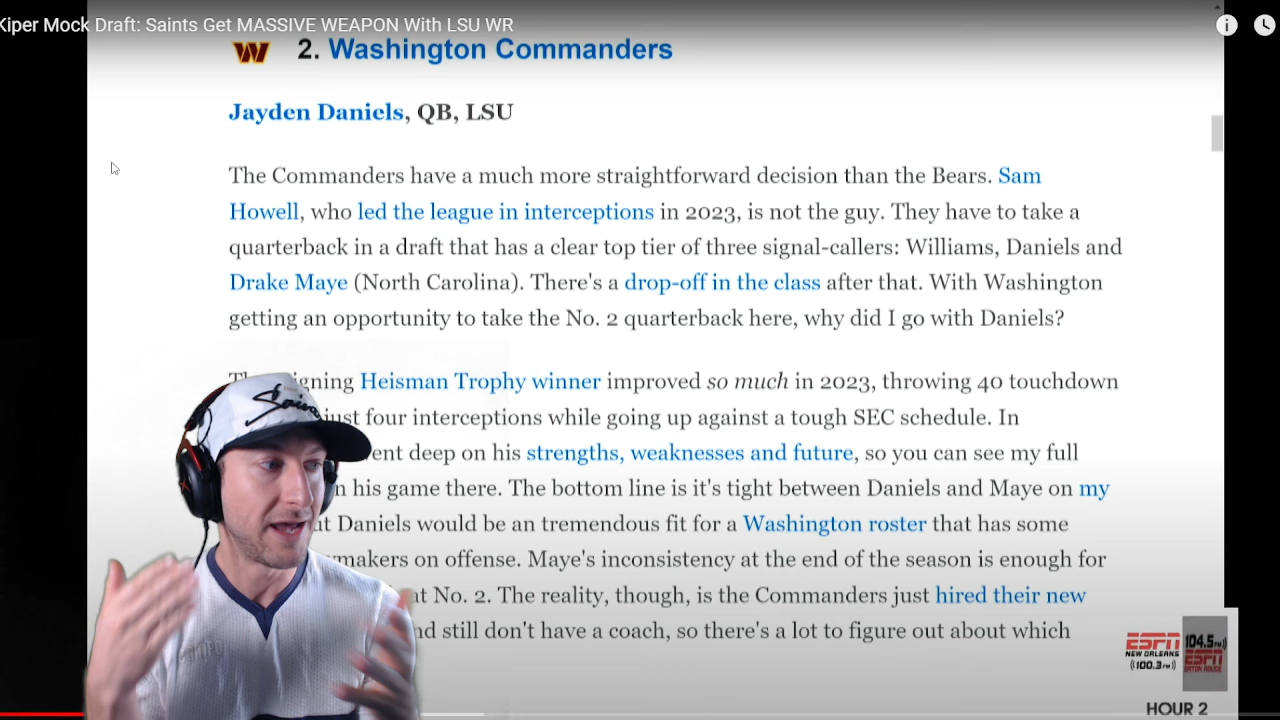 Kiper Mock Draft: Saints Get MASSIVE WEAPON With LSU WR
W 2. Washington Commanders
Jayden Daniels, QB, LSU
The Commanders have a much more straightforward decision than the Bears. Sam
Howell, who led the league in interceptions in 2023, is not the guy. They have to take a
quarterback in a draft that has a clear top tier of three signal-callers: Williams, Daniels and
Drake Maye (North Carolina). There's a drop-off in the class after that. With Washington
getting an opportunity to take the No. 2 quarterback here, why did I go with Daniels?
igning Heisman Trophy winner improved so much in 2023, throwing 40 touchdown
just four interceptions while going up against a tough SEC schedule. In
ent deep on his strengths, weaknesses and future, so you can see my full
n his game there. The bottom line is it's tight between Daniels and Maye on my
ut Daniels would be an tremendous fit for a Washington roster that has some
makers on offense. Maye's inconsistency at the end of the season is enough for
at No. 2. The reality, though, is the Commanders just hired their new
nd still don't have a coach, so there's a lot to figure out about which
Saints
ESPN
NEW ORLEANS
100.3 FM
104.5 FM
ESPN
BATON ROUGE
HOUR 2